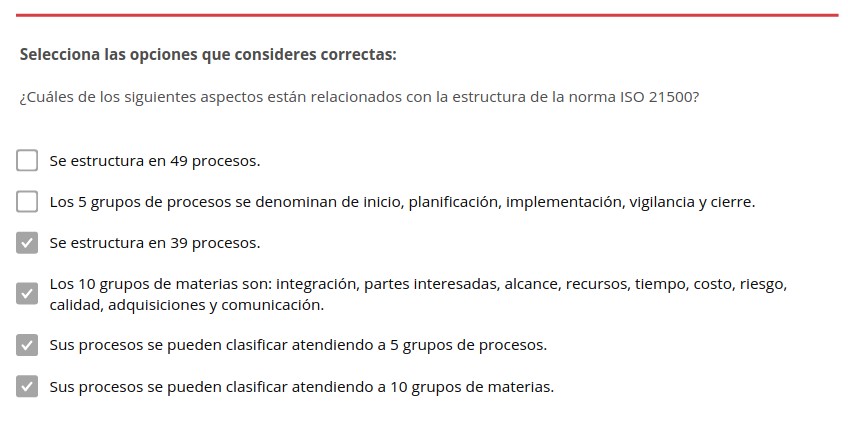 Selecciona las opciones que consideres correctas:
¿Cuáles de los siguientes aspectos están relacionados con la estructura de la norma ISO 21500?
Se estructura en 49 procesos.
Los 5 grupos de procesos se denominan de inicio, planificación, implementación, vigilancia y cierre.
Se estructura en 39 procesos.
Los 10 grupos de materias son: integración, partes interesadas, alcance, recursos, tiempo, costo, riesgo,
calidad, adquisiciones y comunicación.
Sus procesos se pueden clasificar atendiendo a 5 grupos de procesos.
Sus procesos se pueden clasificar atendiendo a 10 grupos de materias.